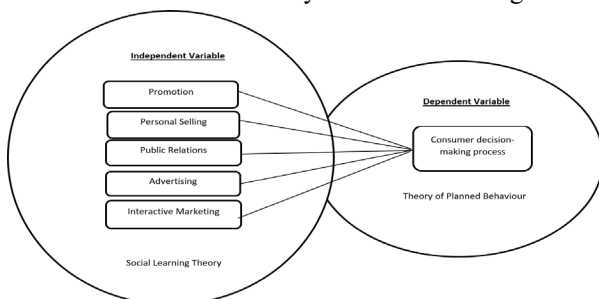 Independent Variable
Promotion
Personal Selling
Public Relations
Advertising
Interactive Marketing
Social Learning Theory
Dependent Variable
Consumer decision-
making process
Theory of Planned Behaviour